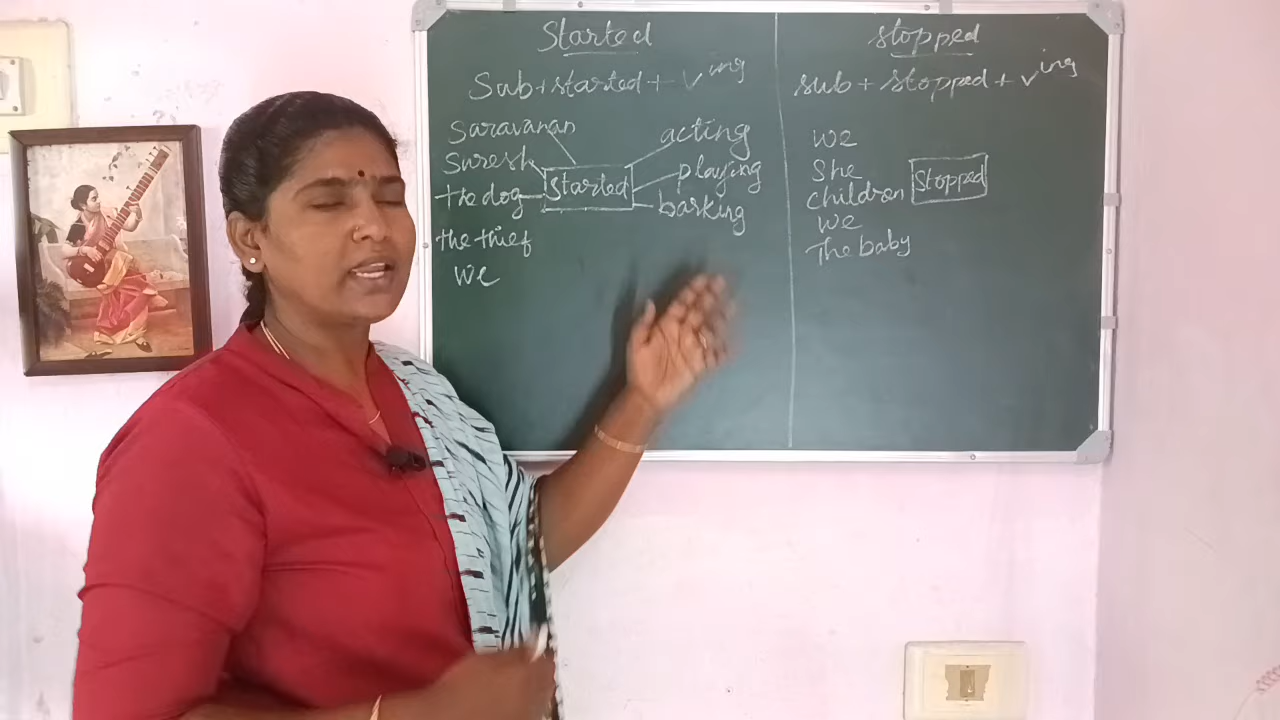 Started
Sub + started + v ing
Saravanan
Suresh
the dog
the thief
we
Started
acting
playing
barking
stopped
sub + stopped + v ing
we
She
children
we
The baby
Stopped